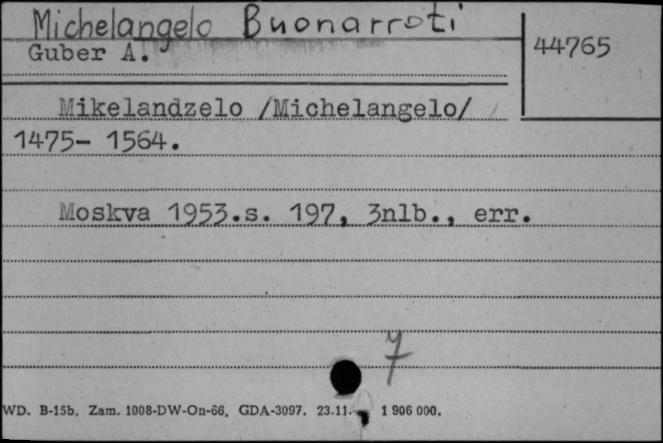 Michelangelo Buonarroti
Guber A.
44765
Mikelandzelo /Michelangelo/
1475- 1564.
Moskva 1953.s. 197, 3nlb., err.
7
WD. B-15b. Zam. 1008-DW-On-66. GDA-3097. 23.11. 1 906 000.